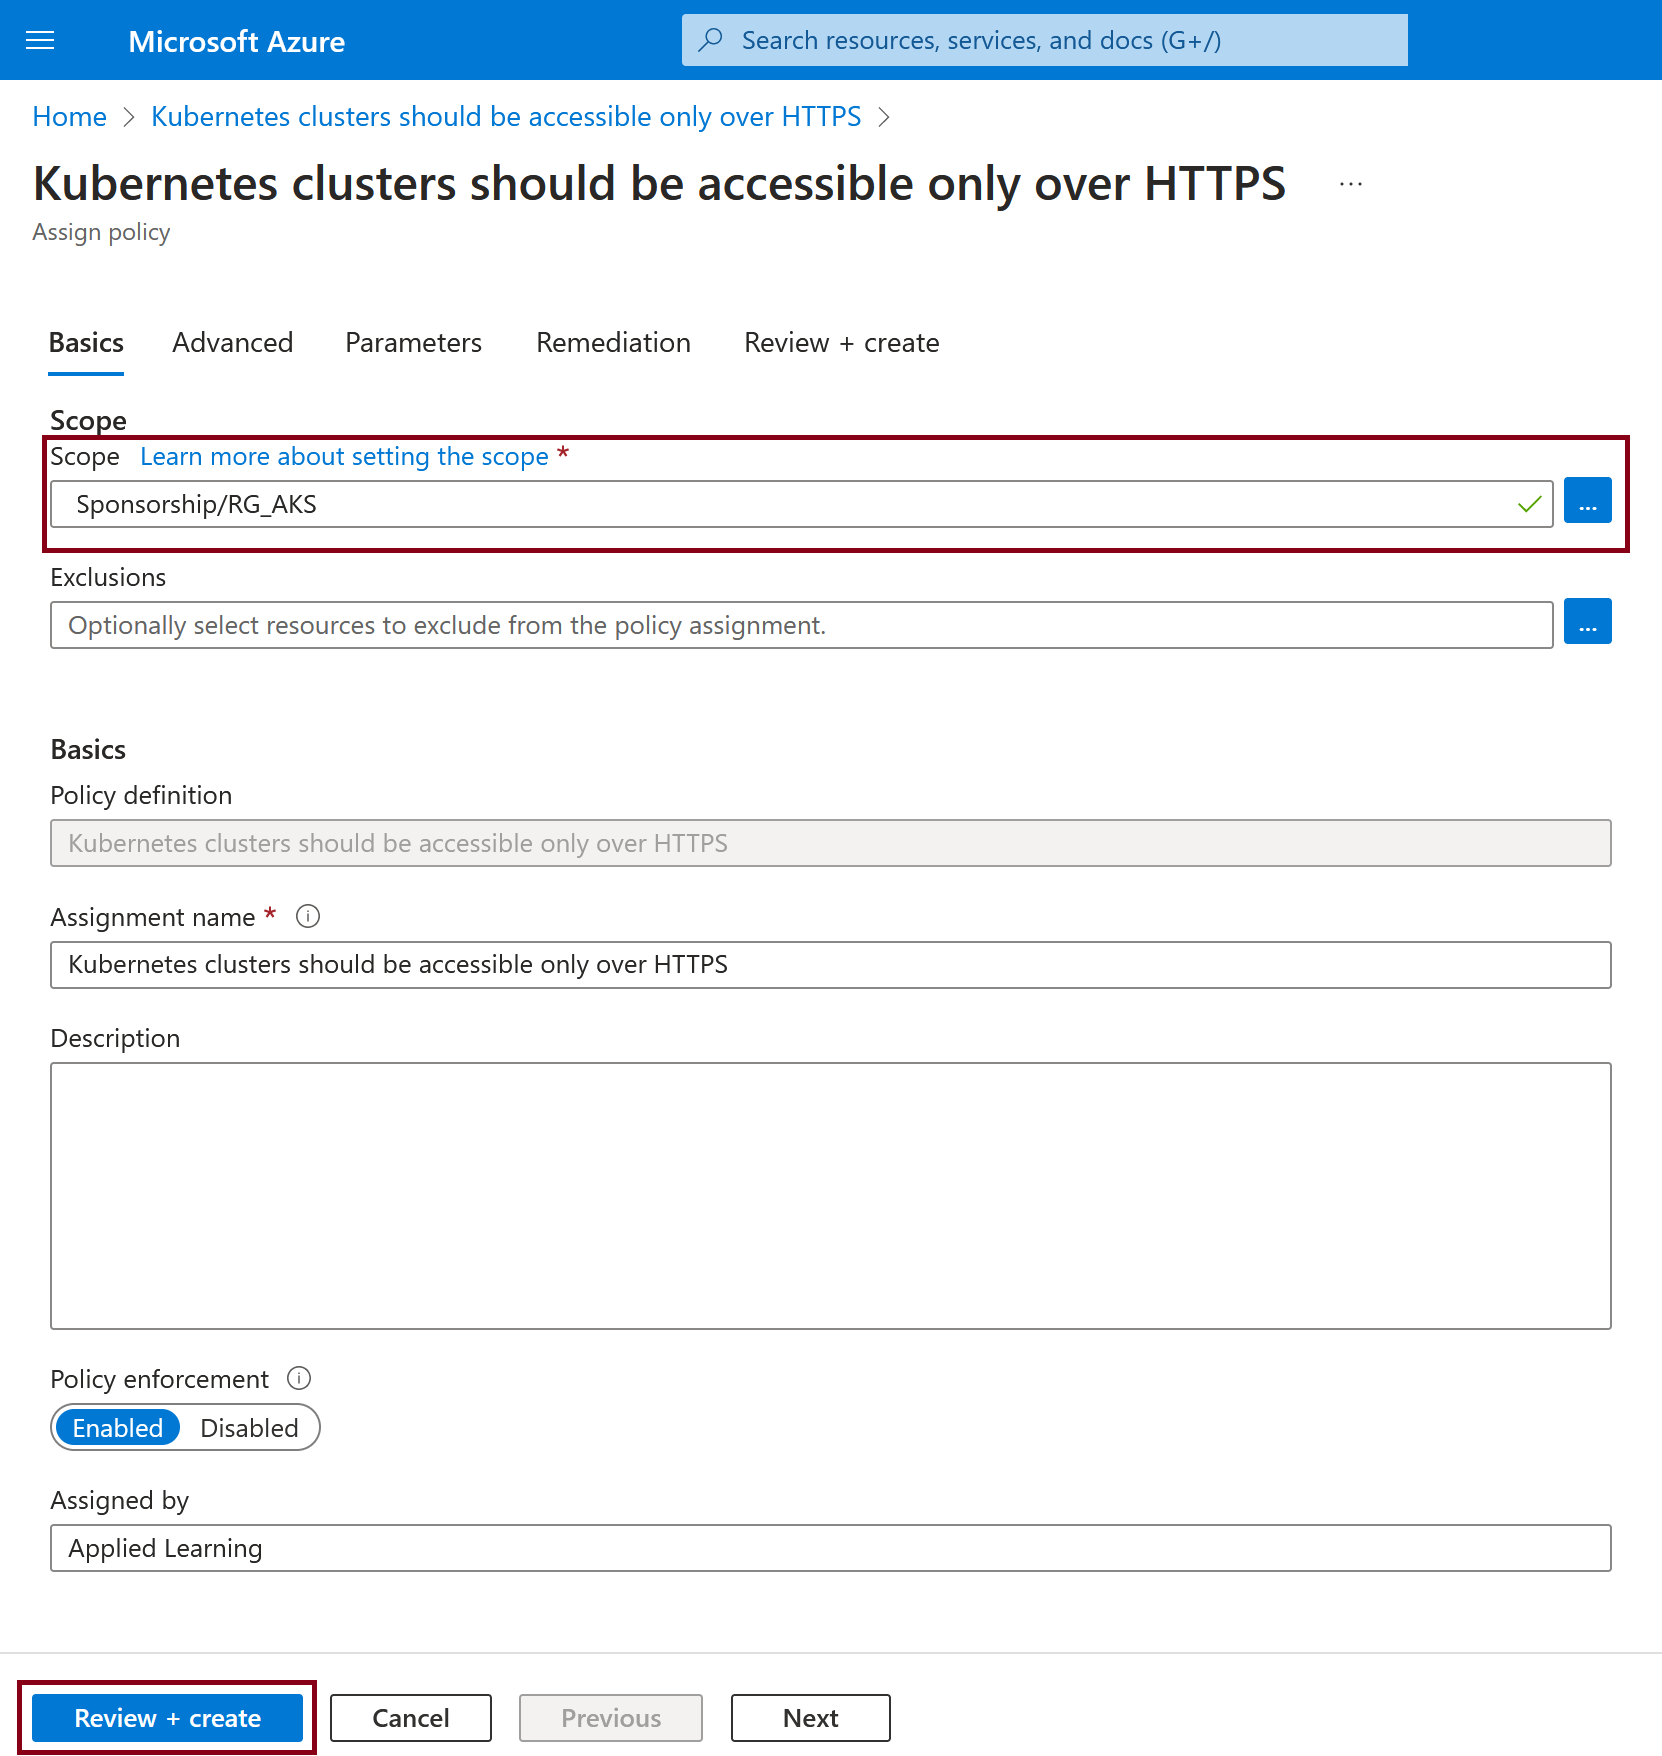 Microsoft Azure
Search resources, services, and docs (G+/)
Home > Kubernetes clusters should be accessible only over HTTPS >
Kubernetes clusters should be accessible only over HTTPS ...
Assign policy
Basics Advanced Parameters Remediation Review + create
Scope
Scope Learn more about setting the scope *
Sponsorship/RG_AKS
...
Exclusions
Optionally select resources to exclude from the policy assignment.
...
Basics
Policy definition
Kubernetes clusters should be accessible only over HTTPS
Assignment name *
Kubernetes clusters should be accessible only over HTTPS
Description
Policy enforcement
Enabled Disabled
Assigned by
Applied Learning
Review + create Cancel Previous Next